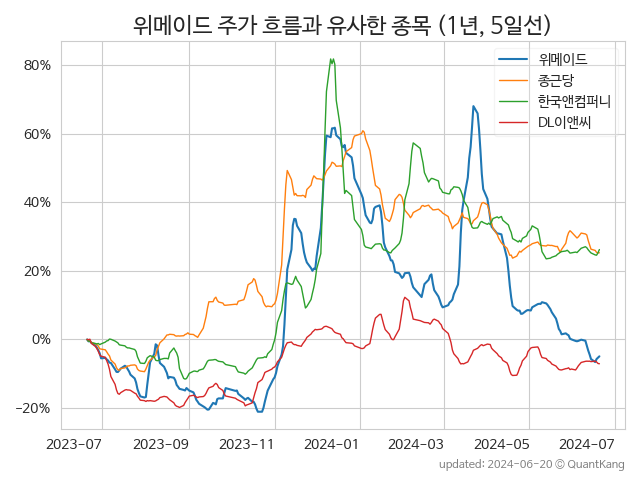 위메이드 주가 흐름과 유사한 종목 (1년, 5일선)
위메이드
종근당
한국앤컴퍼니
DL이앤씨
80%
60%
40%
20%
0%
−20%
2023-07
2023-09
2023-11
2024-01
2024-03
2024-05
2024-07
updated: 2024-06-20 © QuantKang